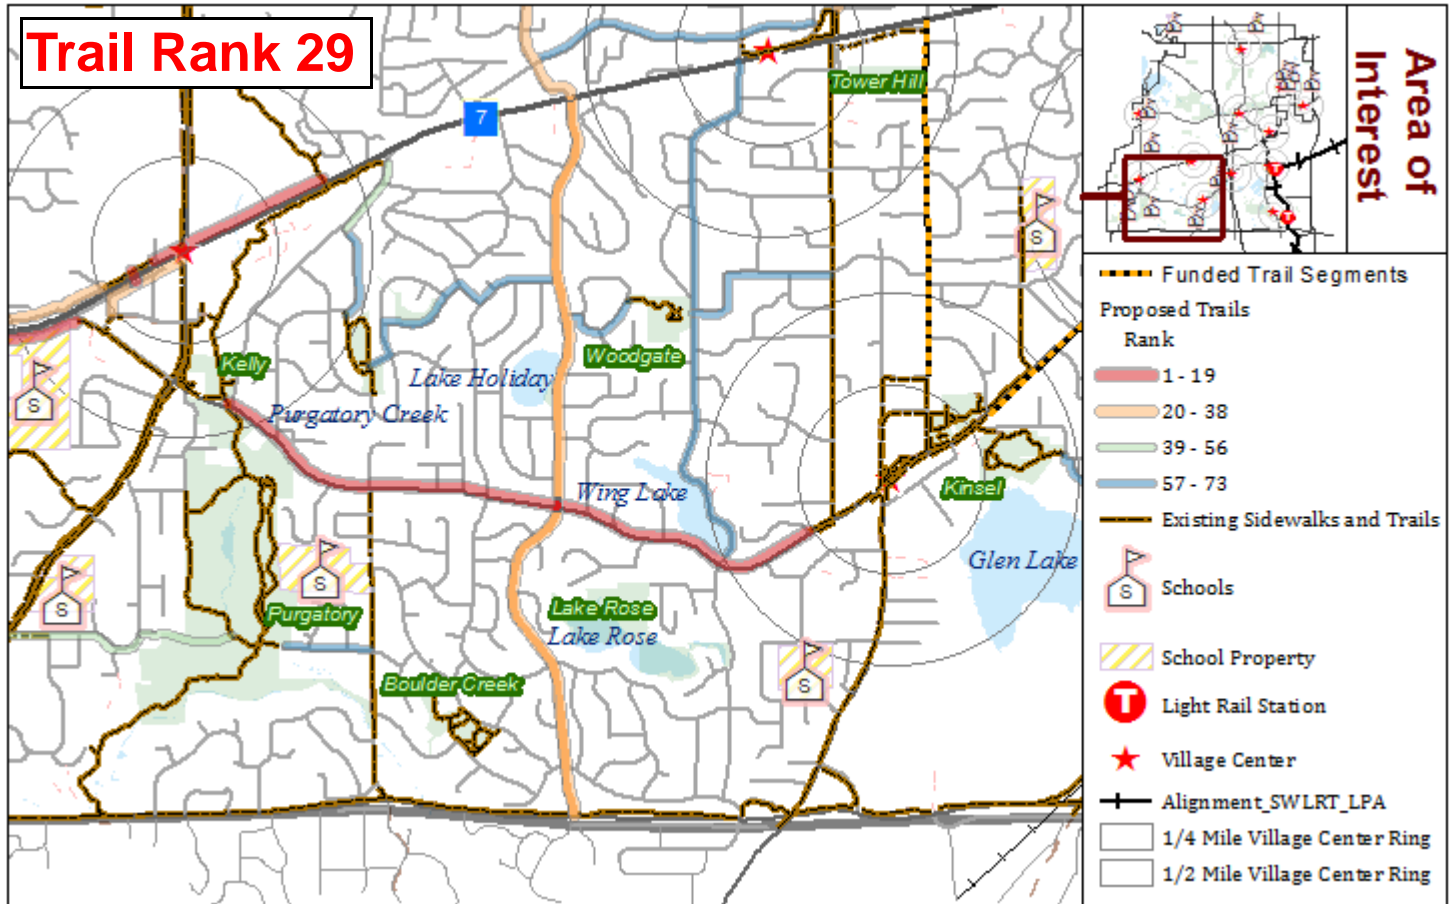 Trail Rank 29
7
Tower Hill
S
Kelly
Lake Holiday
Woodgate
S
Purgatory Creek
Wing Lake
Kinsel
Glen Lake
S
S
Purgatory
Lake Rose
Lake Rose
Boulder Creek
S
Area of
Interest
T
T
Funded Trail Segments
Proposed Trails
Rank
1 - 19
20 - 38
39 - 56
57 - 73
Existing Sidewalks and Trails
S
Schools
School Property
T
Light Rail Station
Village Center
Alignment_SWLRT_LPA
1/4 Mile Village Center Ring
1/2 Mile Village Center Ring